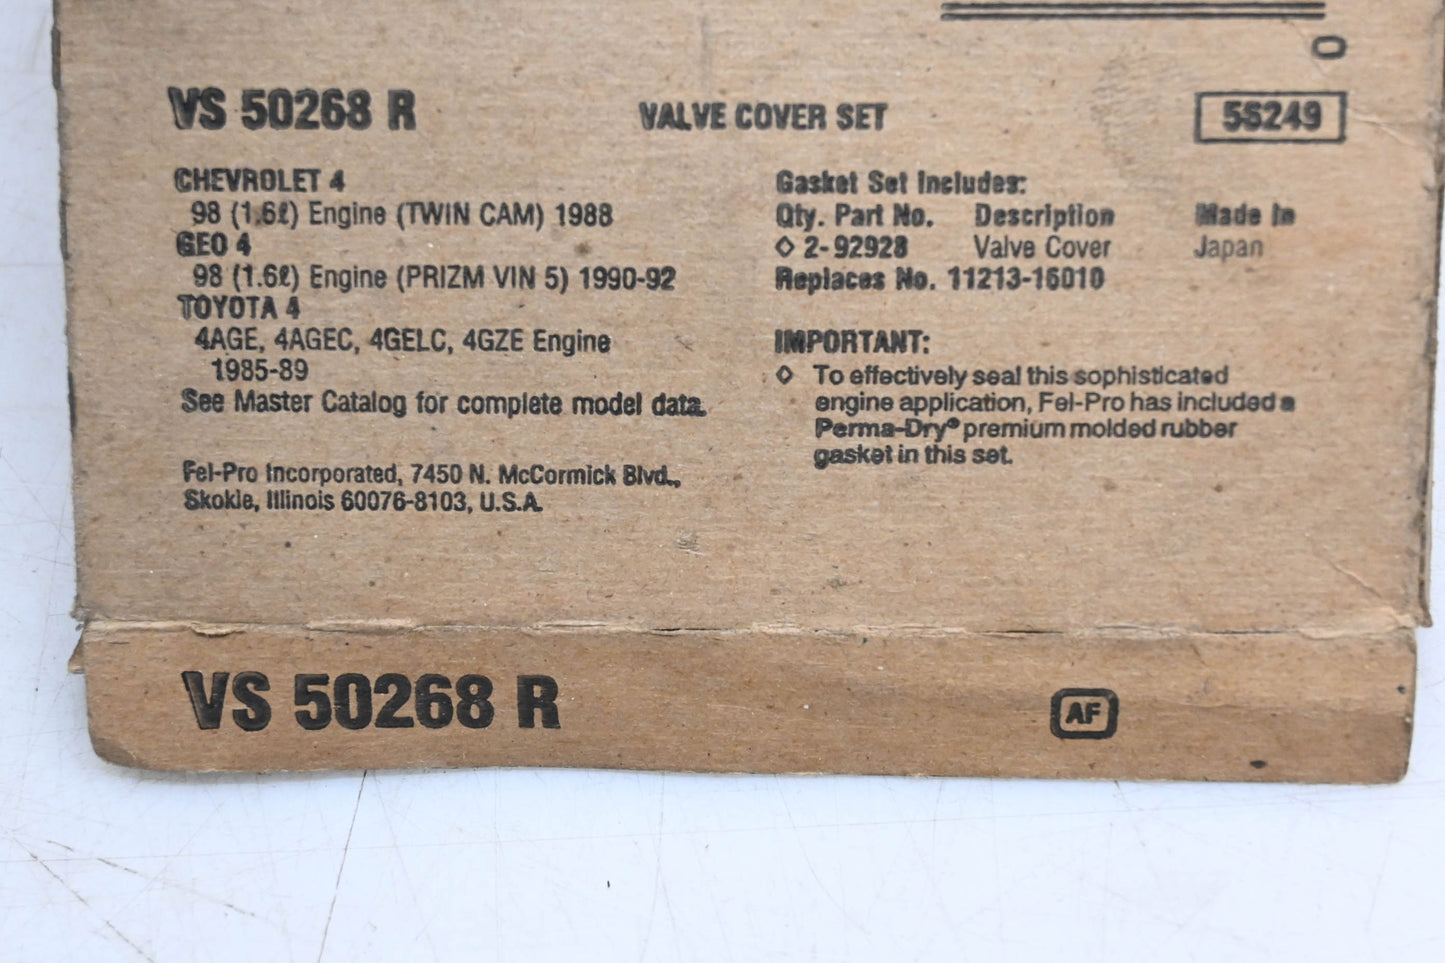 VS 50268 R
VALVE COVER SET
CHEVROLET 4
98 (1.6ℓ) Engine (TWIN CAM) 1988
GEO 4
98 (1.6ℓ) Engine (PRIZM VIN 5) 1990-92
TOYOTA 4
4AGE, 4AGEC, 4GELC, 4GZE Engine
1985-89
See Master Catalog for complete model data.
Fel-Pro Incorporated, 7450 N. McCormick Blvd.,
Skokie, Illinois 60076-8103, U.S.A.
Gasket Set Includes:
Qty. Part No. Description Made In
◇ 2-92928 Valve Cover Japan
Replaces No. 11213-16010
IMPORTANT:
◇ To effectively seal this sophisticated
engine application, Fel-Pro has included a
Perma-Dry® premium molded rubber
gasket in this set.
VS 50268 R
AF